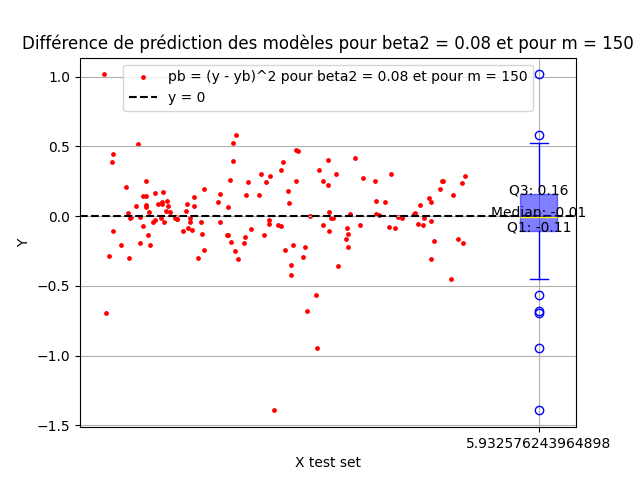 Différence de prédiction des modèles pour beta2 = 0.08 et pour m = 150
pb = (y - yb)^2 pour beta2 = 0.08 et pour m = 150
y = 0
1.0
0.5
0.0
−0.5
−1.0
−1.5
Y
Q3: 0.16
Median: -0.01
Q1: -0.11
5.932576243964898
X test set